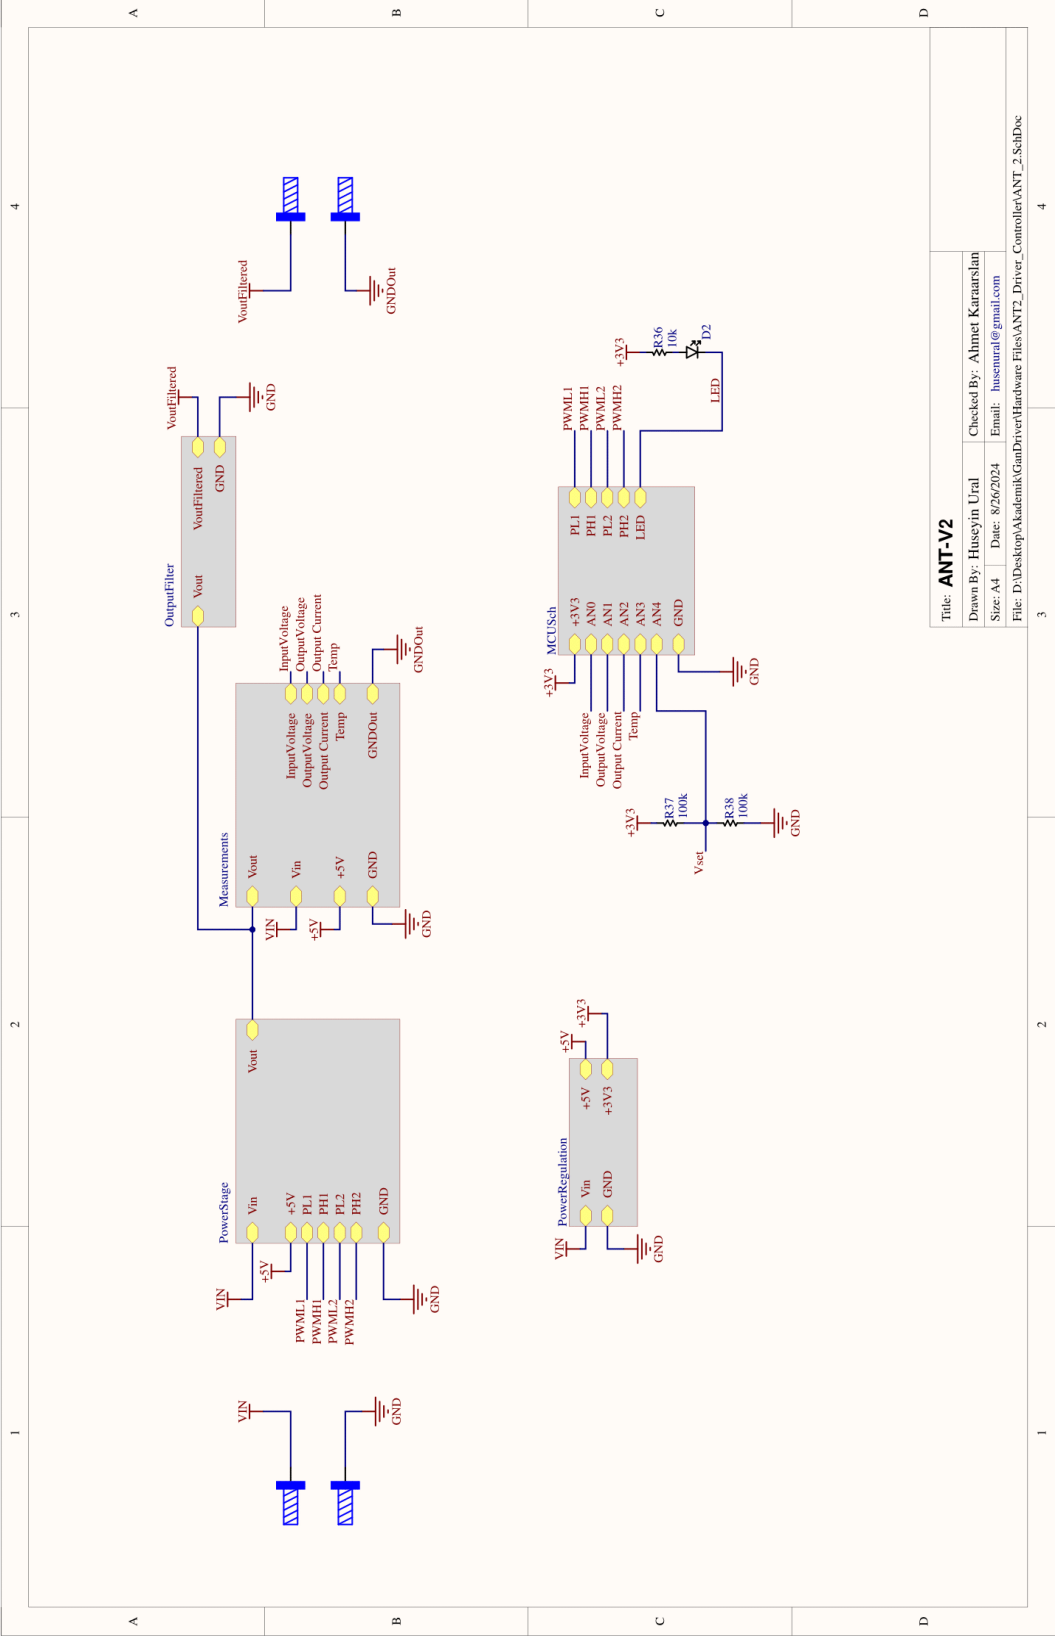 1
2
3
4
A
A
B
B
C
C
D
D
1
2
3
4
VIN
GND
VIN
+5V
PWML1
PWMH1
PWML2
PWMH2
GND
PowerStage
Vin
+5V
PL1
PH1
PL2
PH2
GND
Vout
Measurements
Vout
Vin
+5V
GND
VIN
+5V
GND
InputVoltage
OutputVoltage
Output Current
Temp
GNDOut
InputVoltage
OutputVoltage
Output Current
Temp
GNDOut
OutputFilter
Vout
VoutFiltered
GND
VoutFiltered
GND
VoutFiltered
GNDOut
PowerRegulation
VIN
GND
Vin
GND
+5V
+3V3
+5V
+3V3
Vset
+3V3
R37
100k
R38
100k
GND
+3V3
InputVoltage
OutputVoltage
Output Current
Temp
GND
MCUSch
+3V3
AN0
AN1
AN2
AN3
AN4
GND
PL1
PH1
PL2
PH2
LED
PWML1
PWMH1
PWML2
PWMH2
LED
+3V3
R36
10k
D2
Title: ANT-V2
Drawn By: Huseyin Ural Checked By: Ahmet Karaarslan
Size: A4 Date: 8/26/2024 Email: husenural@gmail.com
File: D:\Desktop\Akademik\GanDriver\Hardware Files\ANT2_Driver_Controller\ANT_2.SchDoc